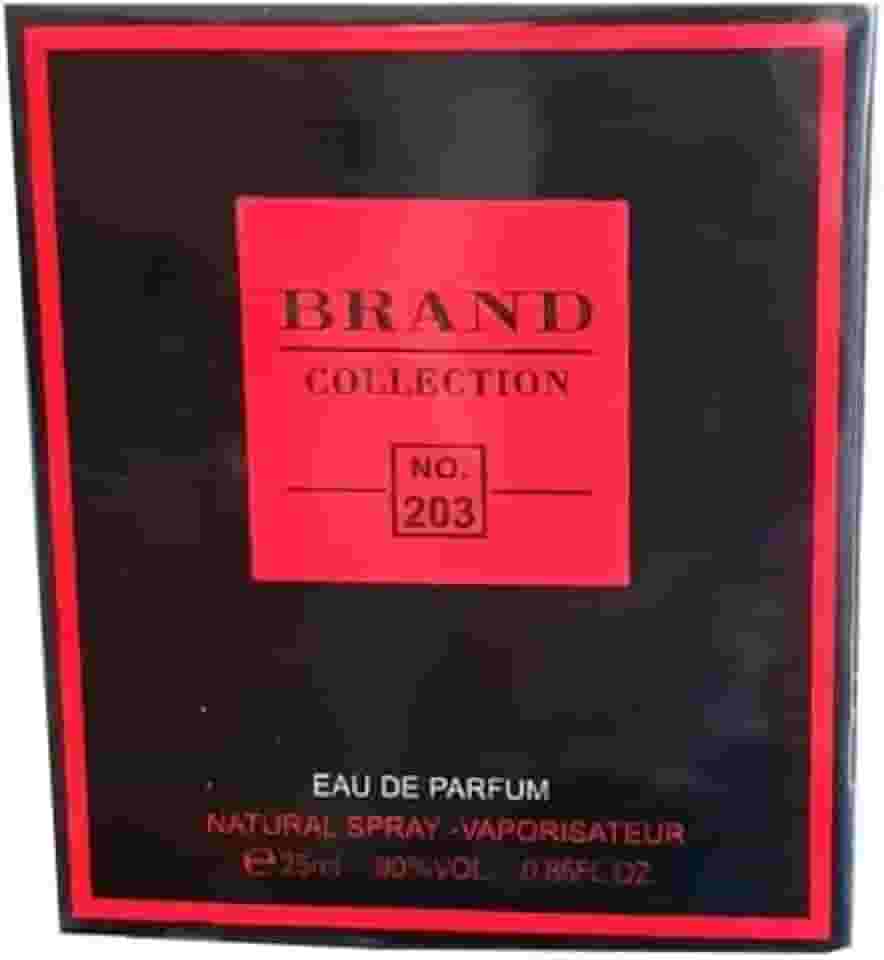 BRAND
COLLECTION
NO.
203
EAU DE PARFUM
NATURAL SPRAY -VAPORISATEUR
℮25ml 80%VOL. 0.85FL.OZ.